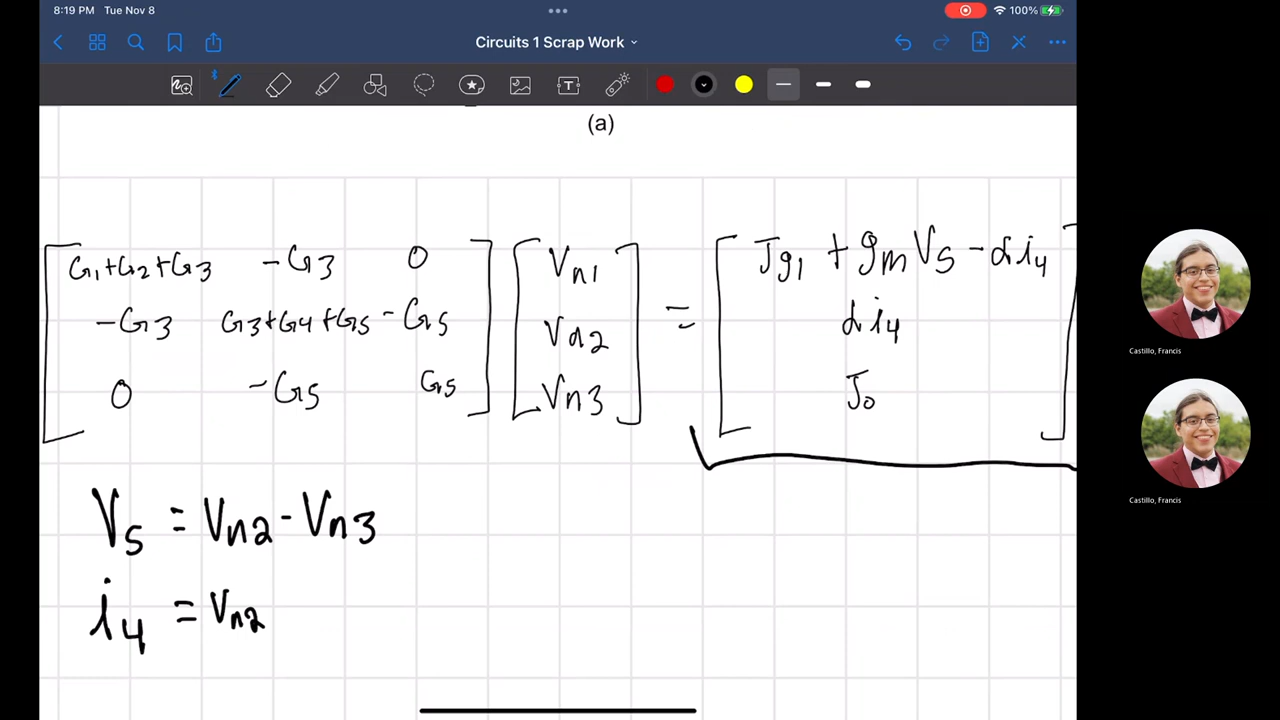 8:19 PM Tue Nov 8
100%
Circuits 1 Scrap Work
(a)
[ G1+G2+G3 -G3 0 ] [ Vn1 ] = [ Jg1 + gm V5 - αi4 ]
[ -G3 G3+G4+G5 -G5 ] [ Vn2 ] [ αi4 ]
[ 0 -G5 G5 ] [ Vn3 ] [ J0 ]
V5 = Vn2 - Vn3
i4 = Vn2
Castillo, Francis
Castillo, Francis